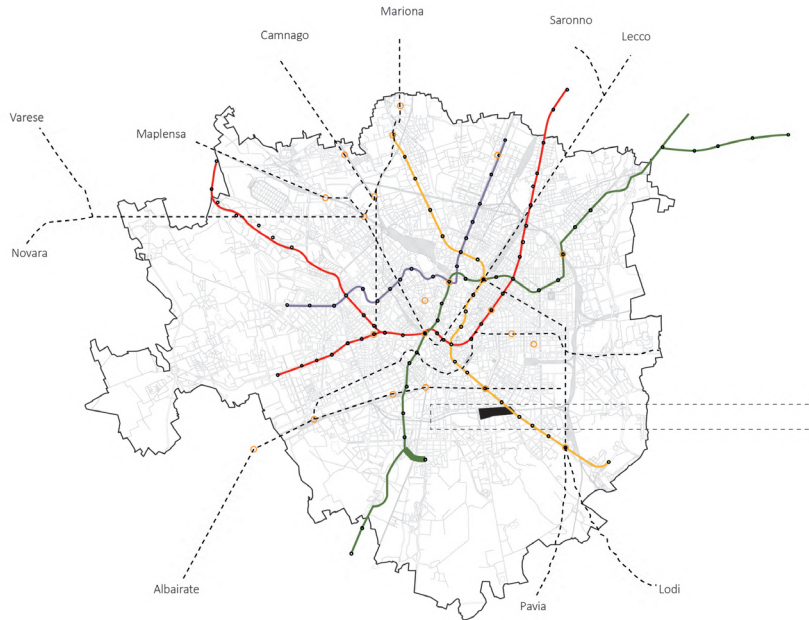 Mariona
Saronno
Camnago
Lecco
Varese
Maplensa
Novara
Albairate
Lodi
Pavia